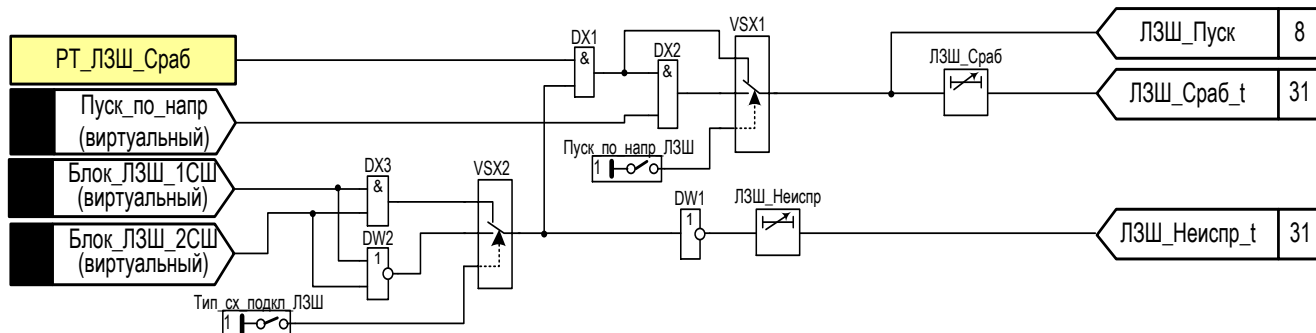 РТ_ЛЗШ_Сраб
Пуск_по_напр
(виртуальный)
Блок_ЛЗШ_1СШ
(виртуальный)
Блок_ЛЗШ_2СШ
(виртуальный)
DX1
&
DX2
&
VSX1
Пуск_по_напр_ЛЗШ
1
DX3
&
DW2
1
VSX2
Тип_сх_подкл_ЛЗШ
1
DW1
1
ЛЗШ_Неиспр
ЛЗШ_Сраб
ЛЗШ_Пуск 8
ЛЗШ_Сраб_t 31
ЛЗШ_Неиспр_t 31